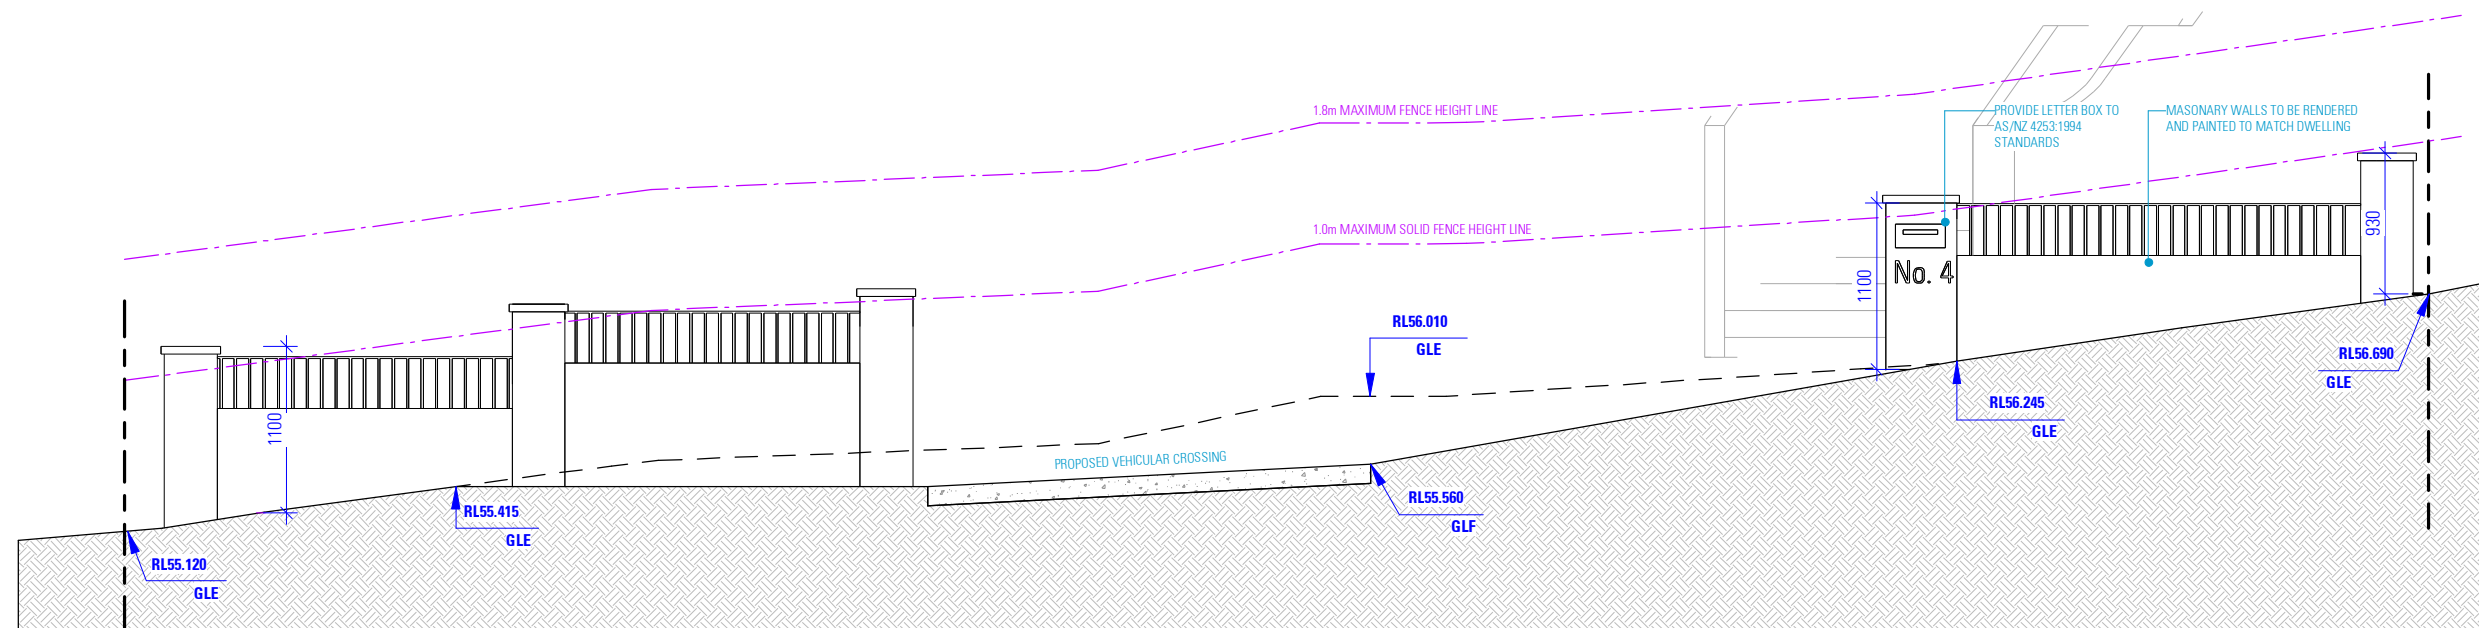 1.8m MAXIMUM FENCE HEIGHT LINE
PROVIDE LETTER BOX TO
AS/NZ 4253:1994
STANDARDS
MASONARY WALLS TO BE RENDERED
AND PAINTED TO MATCH DWELLING
1.0m MAXIMUM SOLID FENCE HEIGHT LINE
930
No. 4
1100
RL56.010
GLE
RL56.690
GLE
RL56.245
GLE
1100
PROPOSED VEHICULAR CROSSING
RL55.415
GLE
RL55.560
GLF
RL55.120
GLE